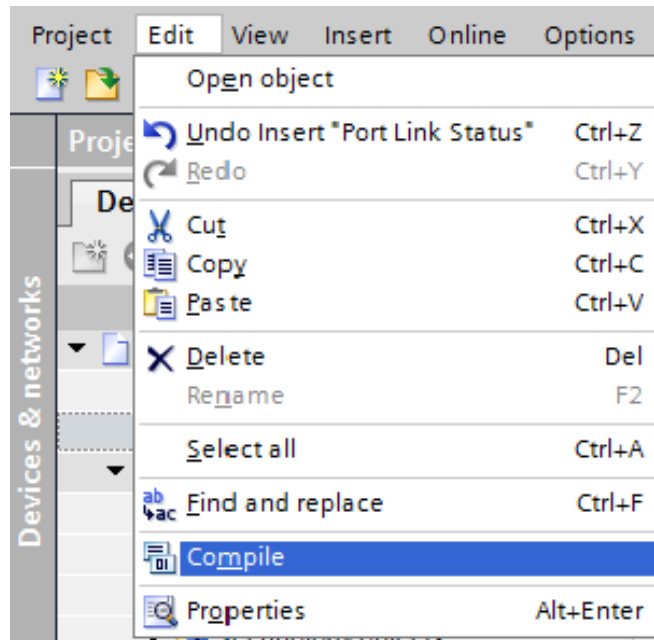 Project Edit View Insert Online Options
Open object
Proje
Undo Insert "Port Link Status" Ctrl+Z
Redo Ctrl+Y
De
Cut Ctrl+X
Copy Ctrl+C
Paste Ctrl+V
Delete Del
Rename F2
Select all Ctrl+A
Find and replace Ctrl+F
Compile
Properties Alt+Enter
Devices & networks